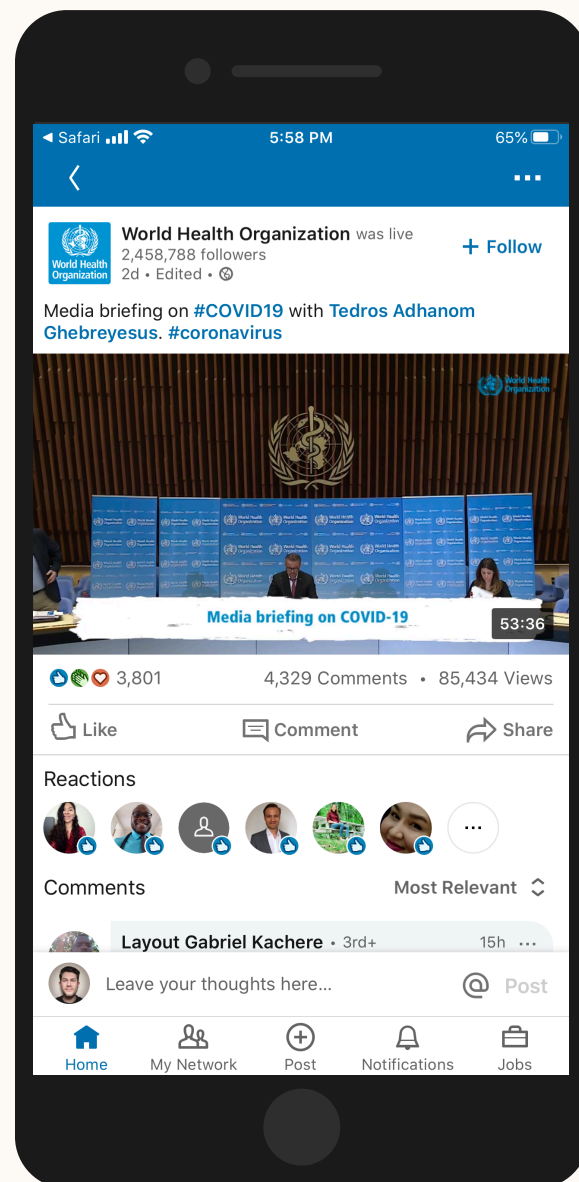 ◀ Safari
5:58 PM
65%
World Health Organization was live
2,458,788 followers
2d • Edited •
+ Follow
World Health
Organization
Media briefing on #COVID19 with Tedros Adhanom
Ghebreyesus. #coronavirus
World Health
Organization
Media briefing on COVID-19
53:36
3,801
4,329 Comments • 85,434 Views
Like
Comment
Share
Reactions
...
Comments
Most Relevant
Layout Gabriel Kachere • 3rd+
15h ...
Leave your thoughts here...
@ Post
Home
My Network
Post
Notifications
Jobs